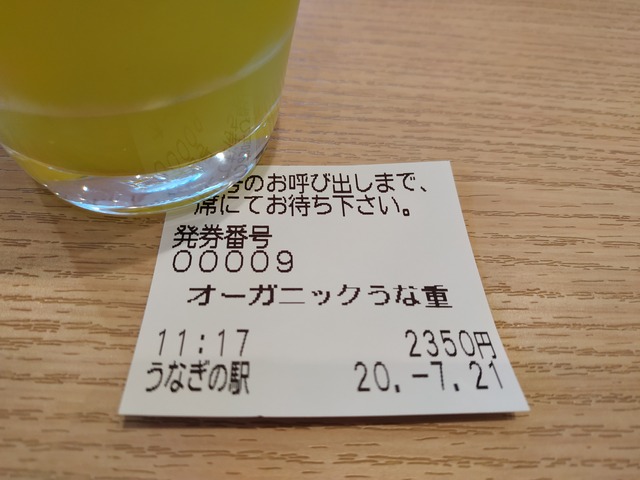 のお呼び出しまで、
席にてお待ち下さい。
発券番号
00009
オーガニックうな重
11:17 2350円
うなぎの駅 20.-7.21